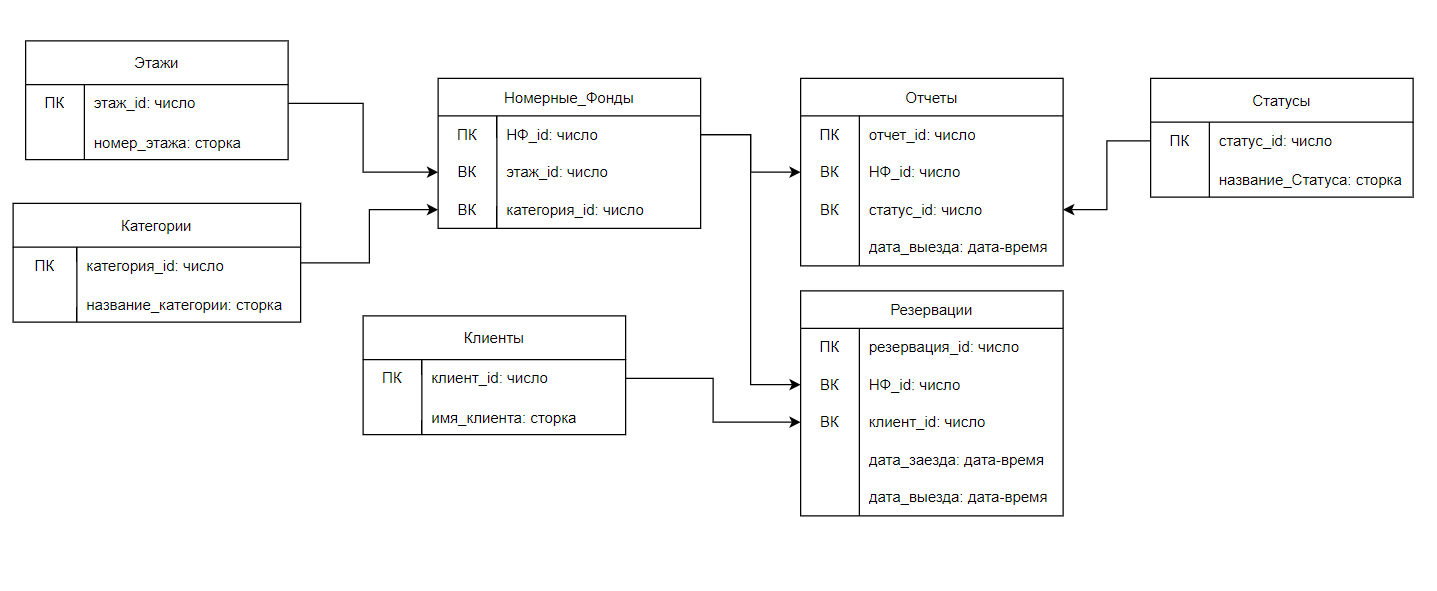 Этажи
ПК этаж_id: число
номер_этажа: сторка
Категории
ПК категория_id: число
название_категории: сторка
Номерные_Фонды
ПК НФ_id: число
ВК этаж_id: число
ВК категория_id: число
Клиенты
ПК клиент_id: число
имя_клиента: сторка
Отчеты
ПК отчет_id: число
ВК НФ_id: число
ВК статус_id: число
дата_выезда: дата-время
Резервации
ПК резервация_id: число
ВК НФ_id: число
ВК клиент_id: число
дата_заезда: дата-время
дата_выезда: дата-время
Статусы
ПК статус_id: число
название_Статуса: сторка